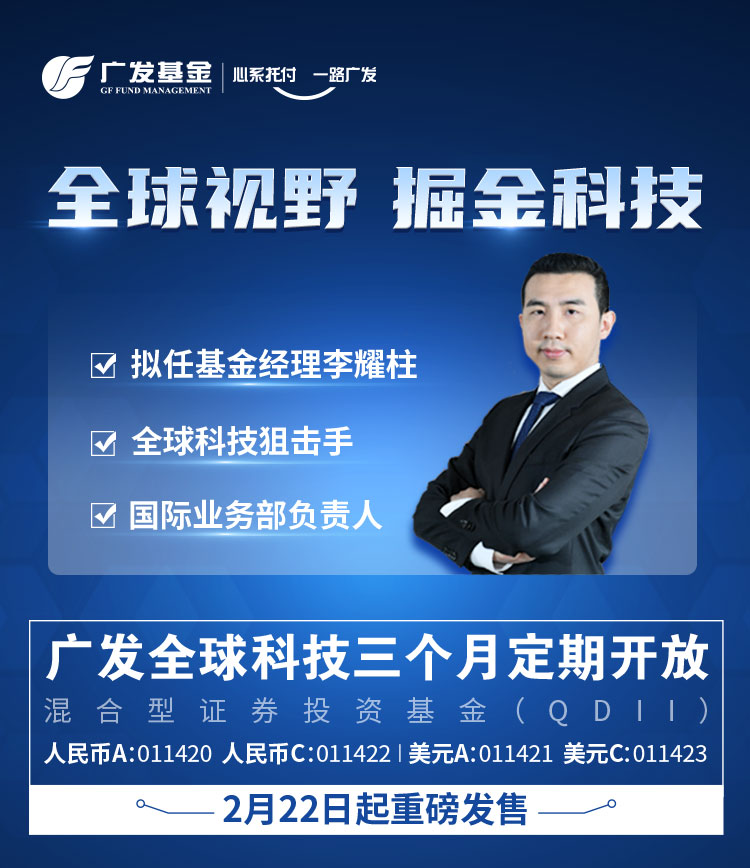 广发基金 心系托付 一路广发
GF FUND MANAGEMENT
全球视野 掘金科技
拟任基金经理李耀柱
全球科技狙击手
国际业务部负责人
广发全球科技三个月定期开放
混合型证券投资基金(QDII)
人民币A:011420 人民币C:011422 | 美元A:011421 美元C:011423
2月22日起重磅发售